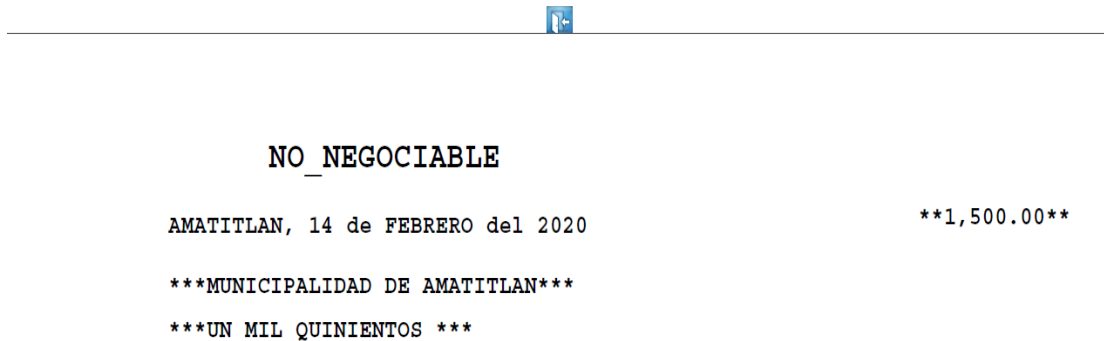 NO_NEGOCIABLE
AMATITLAN, 14 de FEBRERO del 2020
**1,500.00**
***MUNICIPALIDAD DE AMATITLAN***
***UN MIL QUINIENTOS ***